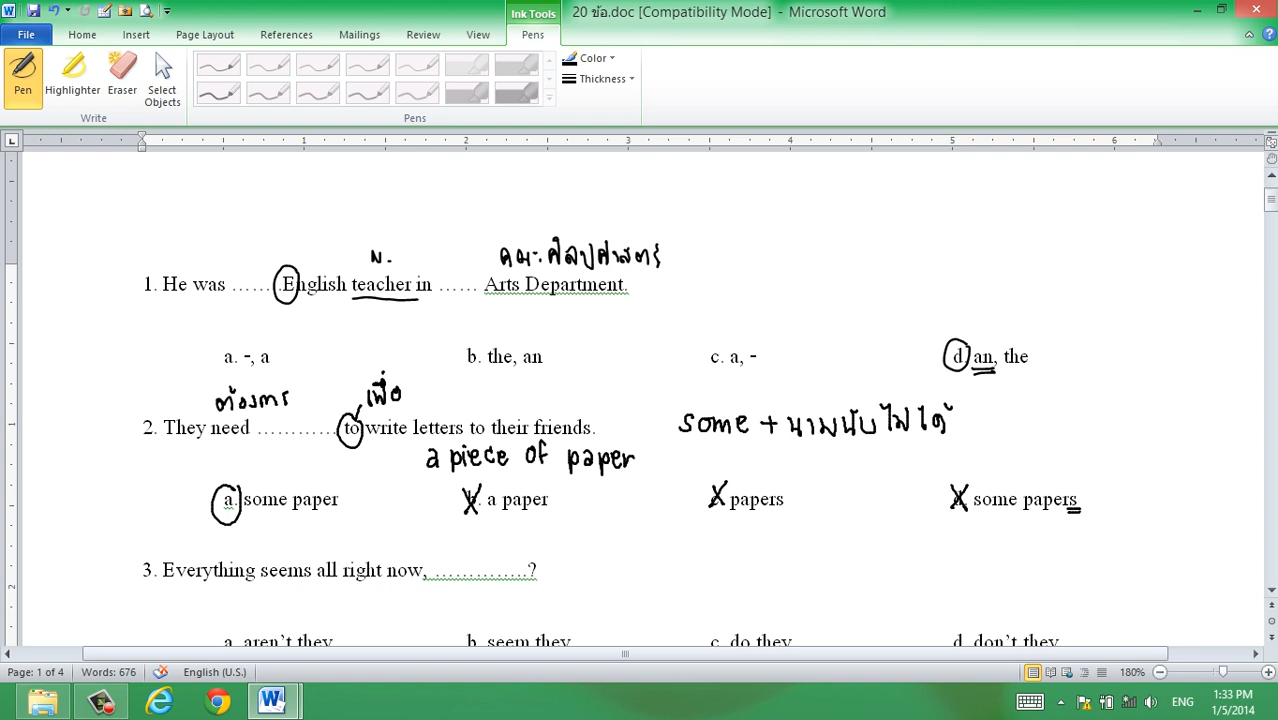 Ink Tools
20 ข้อ.doc [Compatibility Mode] - Microsoft Word
File Home Insert Page Layout References Mailings Review View Pens
Pen Highlighter Eraser Select Objects
Color
Thickness
Write Pens
1 2 3 4 5 6
น. คณะศิลปศาสตร์
1. He was ........English teacher in ...... Arts Department.
a. -, a b. the, an c. a, - d. an, the
ต้องการ เพื่อ
2. They need ............. to write letters to their friends. some + นามนับไม่ได้
a piece of paper
a. some paper b. a paper c. papers d. some papers
3. Everything seems all right now, ..............?
a. aren't they b. seem they c. do they d. don't they
Page: 1 of 4 Words: 676 English (U.S.) 180%
ENG 1:33 PM
1/5/2014